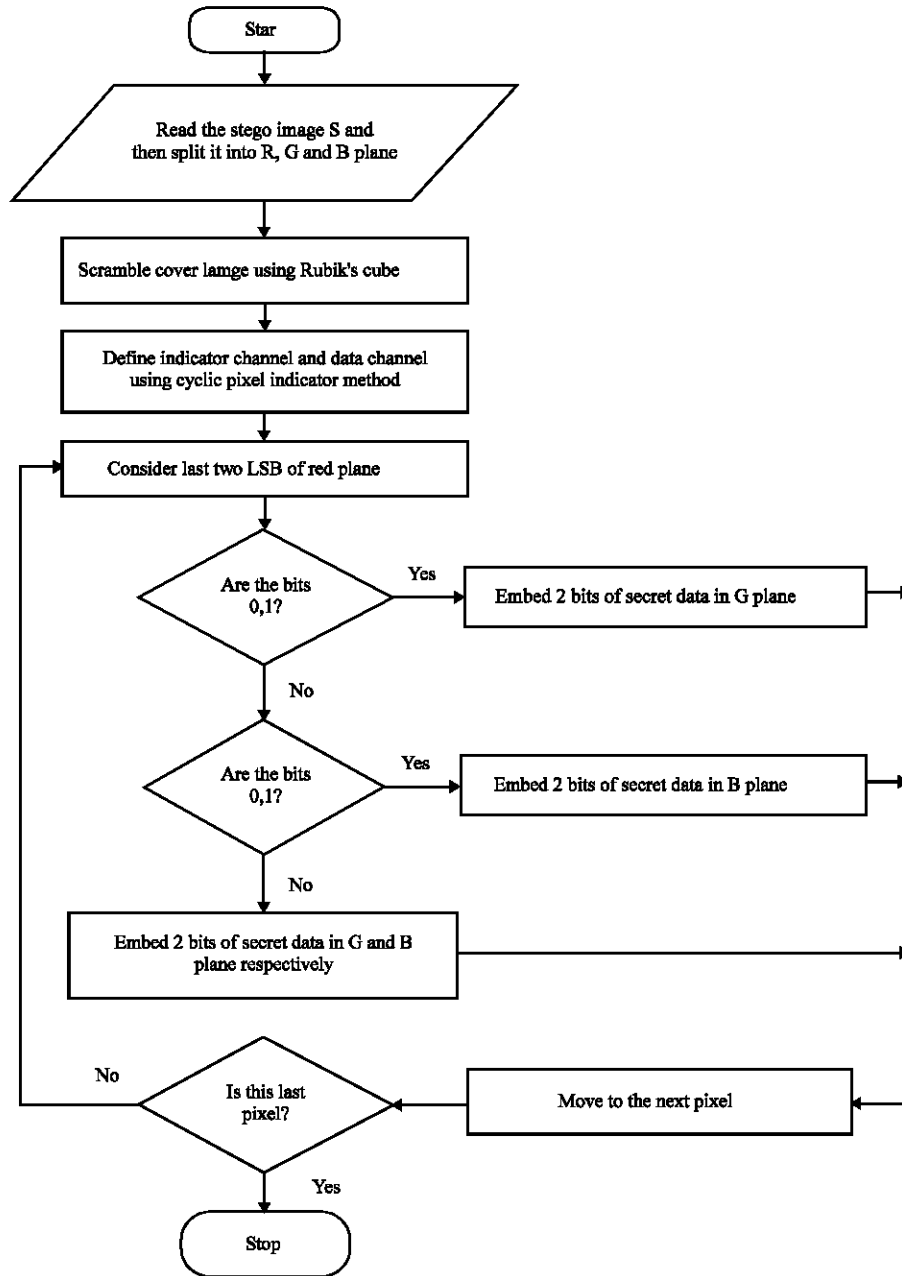 Star
Read the stego image S and
then split it into R, G and B plane
Scramble cover lamge using Rubik's cube
Define indicator channel and data channel
using cyclic pixel indicator method
Consider last two LSB of red plane
Are the bits
0,1?
Yes
Embed 2 bits of secret data in G plane
No
Are the bits
0,1?
Yes
Embed 2 bits of secret data in B plane
No
Embed 2 bits of secret data in G and B
plane respectively
No
Is this last
pixel?
Move to the next pixel
Yes
Stop